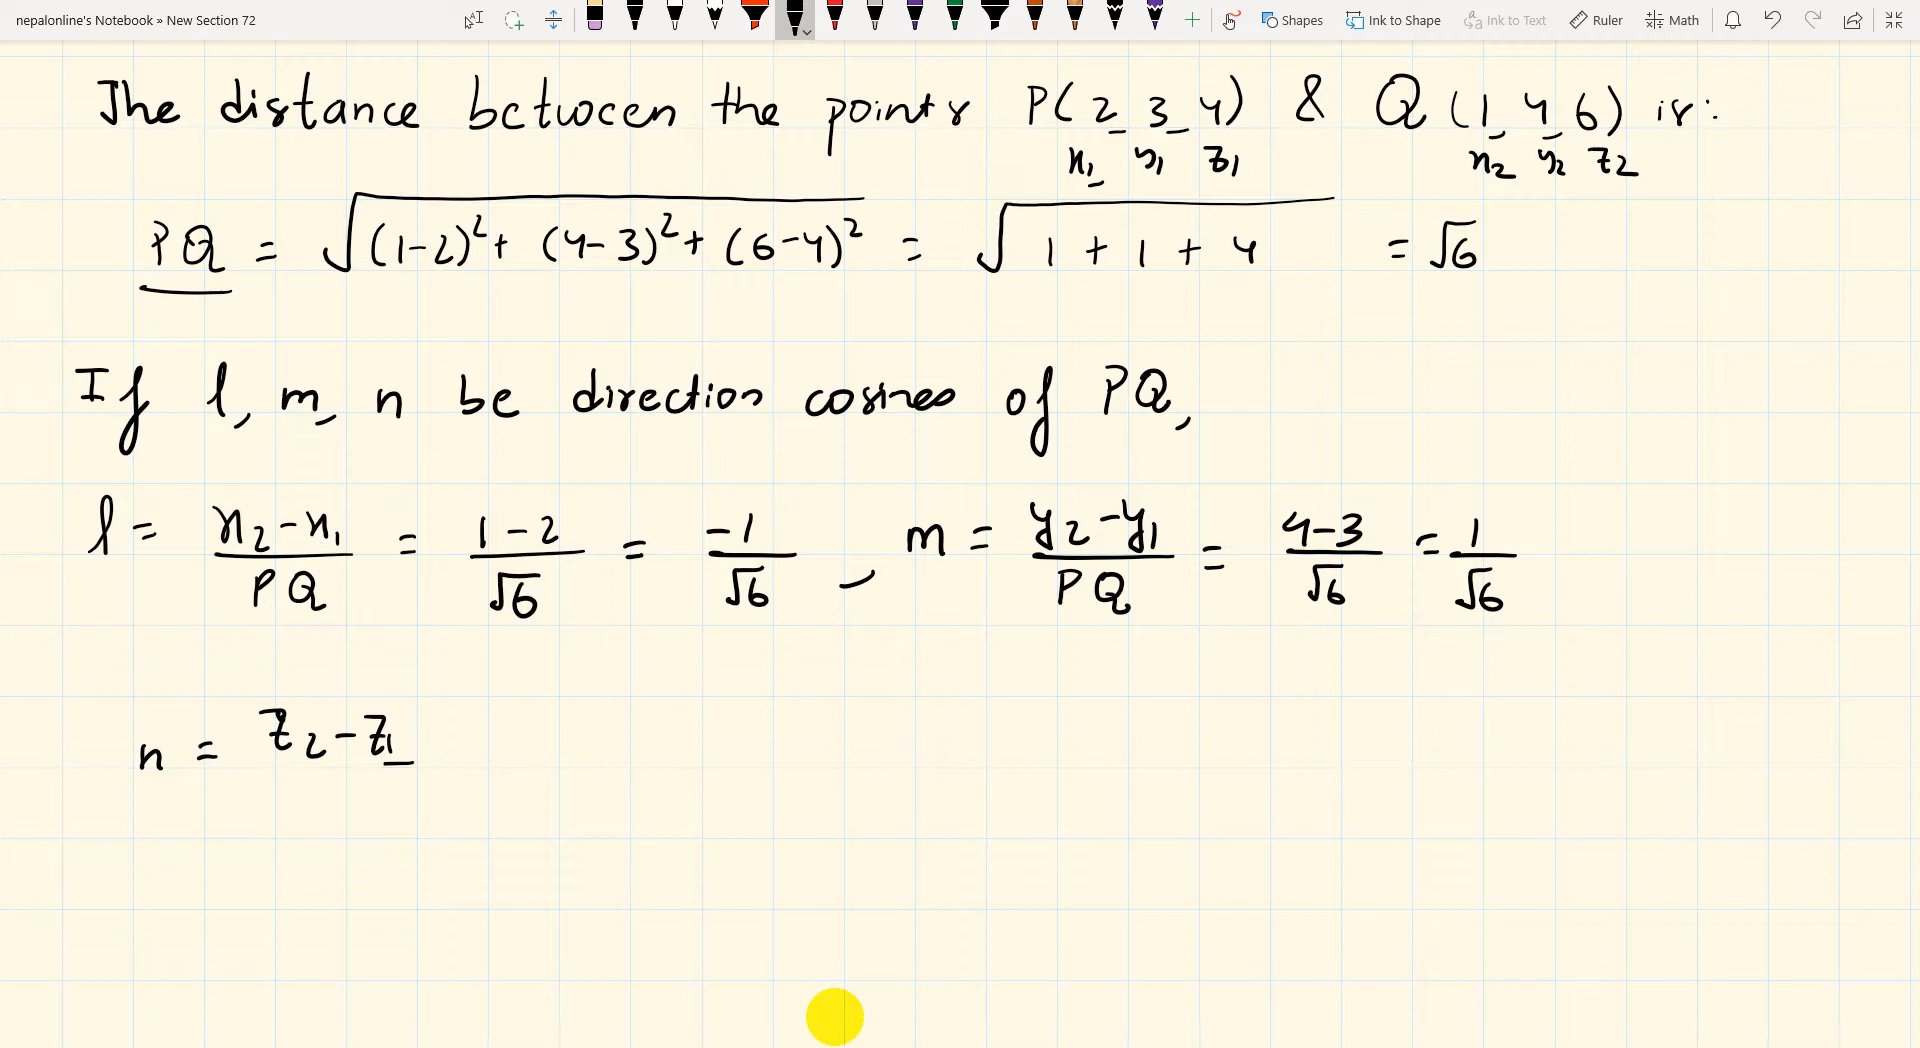 nepalonline's Notebook » New Section 72
Shapes Ink to Shape Ink to Text Ruler Math
The distance between the points P(2, 3, 4) & Q (1, 4, 6) is:
x₁ y₁ z₁ x₂ y₂ z₂
PQ = √((1-2)² + (4-3)² + (6-4)²) = √(1 + 1 + 4) = √6
If l, m, n be direction cosines of PQ,
l = (x₂-x₁)/PQ = (1-2)/√6 = -1/√6, m = (y₂-y₁)/PQ = (4-3)/√6 = 1/√6
n = z₂-z₁